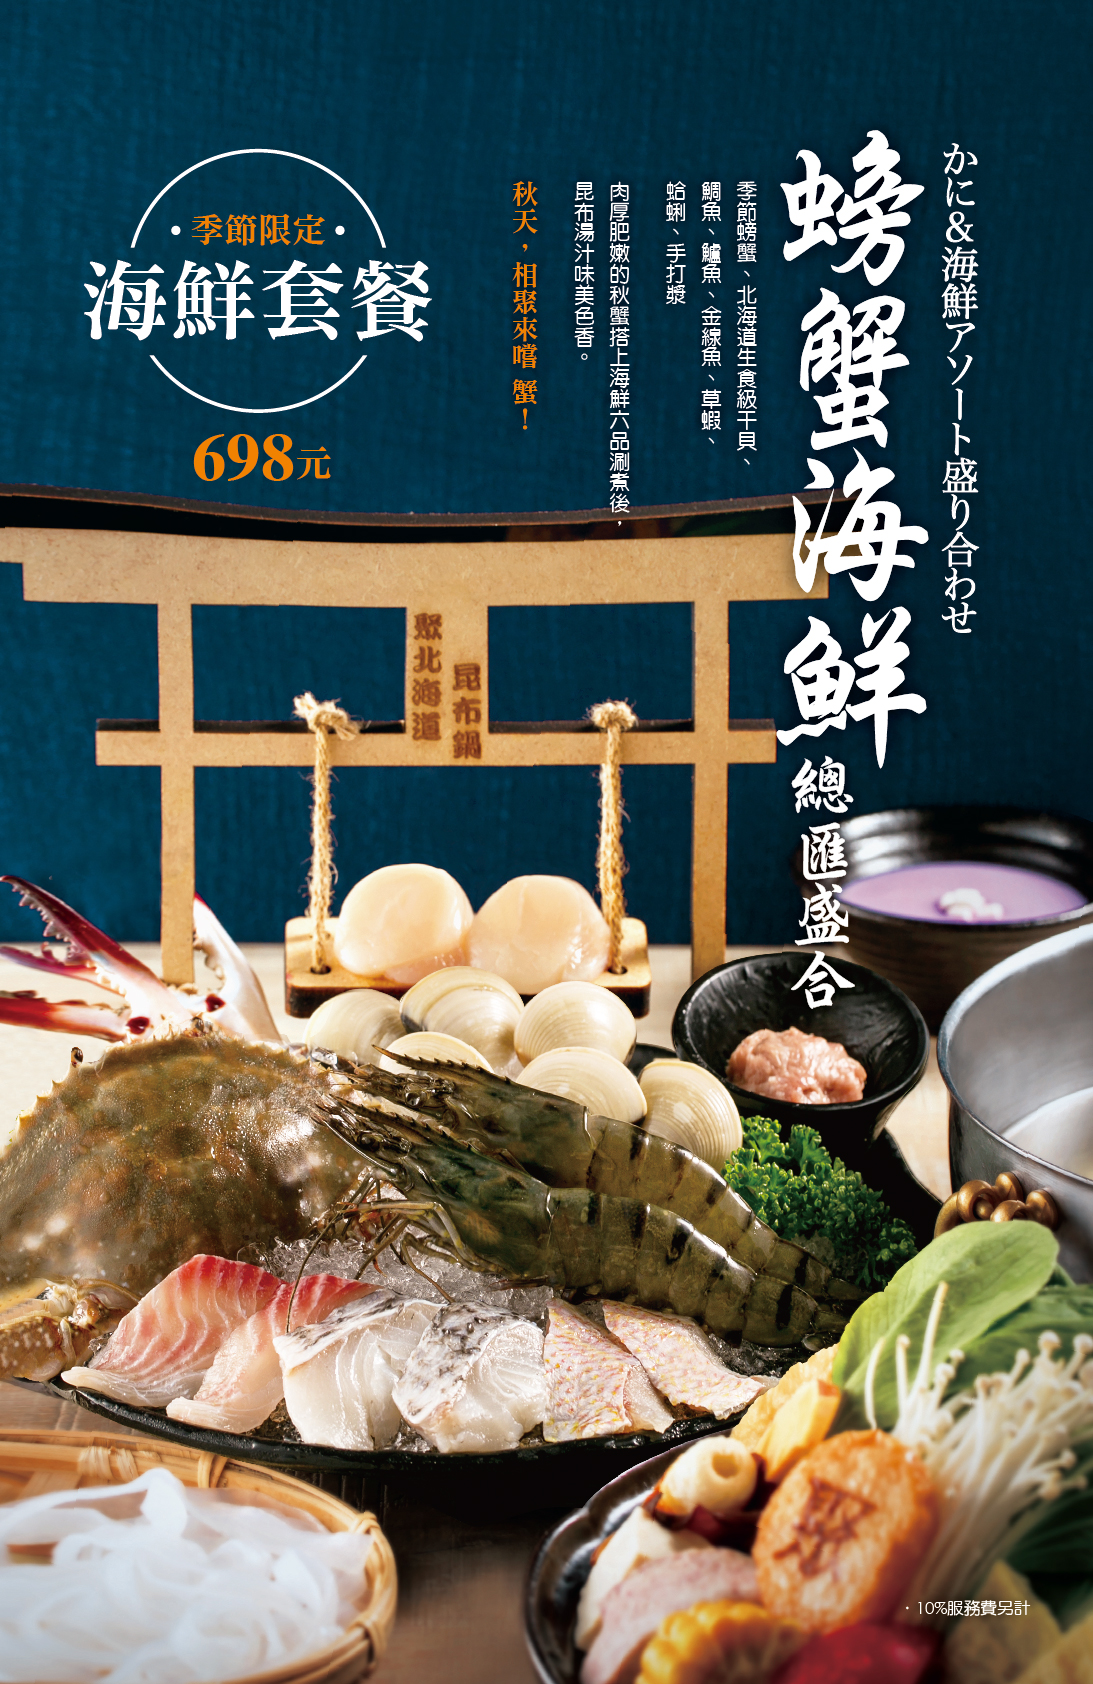 かに&海鮮アソート盛り合わせ
螃蟹海鮮總匯盛合
季節螃蟹、北海道生食級干貝、
鯛魚、鱸魚、金線魚、草蝦、
蛤蜊、手打漿
肉厚肥嫩的秋蟹搭上海鮮六品涮煮後,
昆布湯汁味美色香。
秋天,相聚來嚐 蟹!
·季節限定·
海鮮套餐
698元
昆布鍋
聚北海道
·10%服務費另計